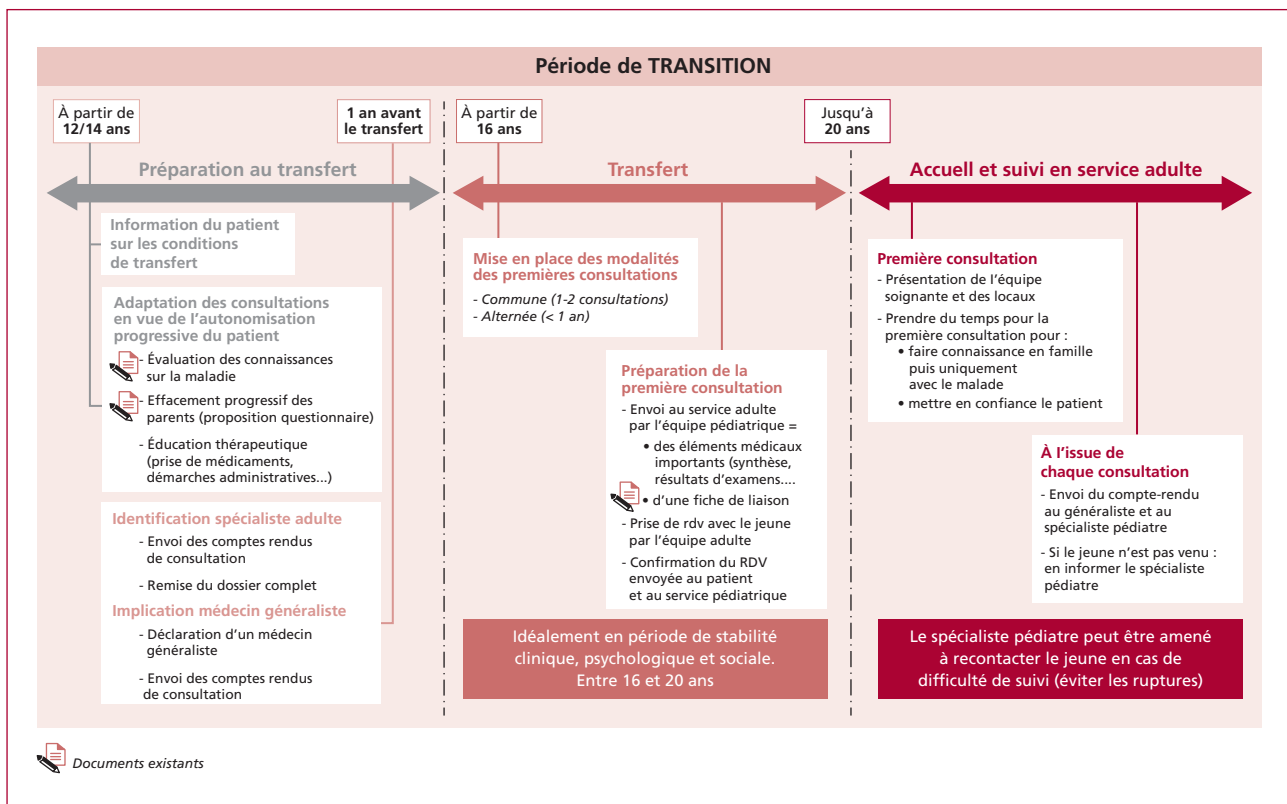 Période de TRANSITION
À partir de
12/14 ans
1 an avant
le transfert
À partir de
16 ans
Jusqu'à
20 ans
Préparation au transfert
Transfert
Accuell et suivi en service adulte
Information du patient
sur les conditions
de transfert
Adaptation des consultations
en vue de l'autonomisation
progressive du patient
- Évaluation des connaissances
sur la maladie
- Effacement progressif des
parents (proposition questionnaire)
- Éducation thérapeutique
(prise de médicaments,
démarches administratives...)
Identification spécialiste adulte
- Envoi des comptes rendus
de consultation
- Remise du dossier complet
Implication médecin généraliste
- Déclaration d'un médecin
généraliste
- Envoi des comptes rendus
de consultation
Mise en place des modalités
des premières consultations
- Commune (1-2 consultations)
- Alternée (< 1 an)
Préparation de la
première consultation
- Envoi au service adulte
par l'équipe pédiatrique =
• des éléments médicaux
importants (synthèse,
résultats d'examens....
• d'une fiche de liaison
- Prise de rdv avec le jeune
par l'équipe adulte
- Confirmation du RDV
envoyée au patient
et au service pédiatrique
Idéalement en période de stabilité
clinique, psychologique et sociale.
Entre 16 et 20 ans
Première consultation
- Présentation de l'équipe
soignante et des locaux
- Prendre du temps pour la
première consultation pour :
• faire connaissance en famille
puis uniquement
avec le malade
• mettre en confiance le patient
À l'issue de
chaque consultation
- Envoi du compte-rendu
au généraliste et au
spécialiste pédiatre
- Si le jeune n'est pas venu :
en informer le spécialiste
pédiatre
Le spécialiste pédiatre peut être amené
à recontacter le jeune en cas de
difficulté de suivi (éviter les ruptures)
Documents existants